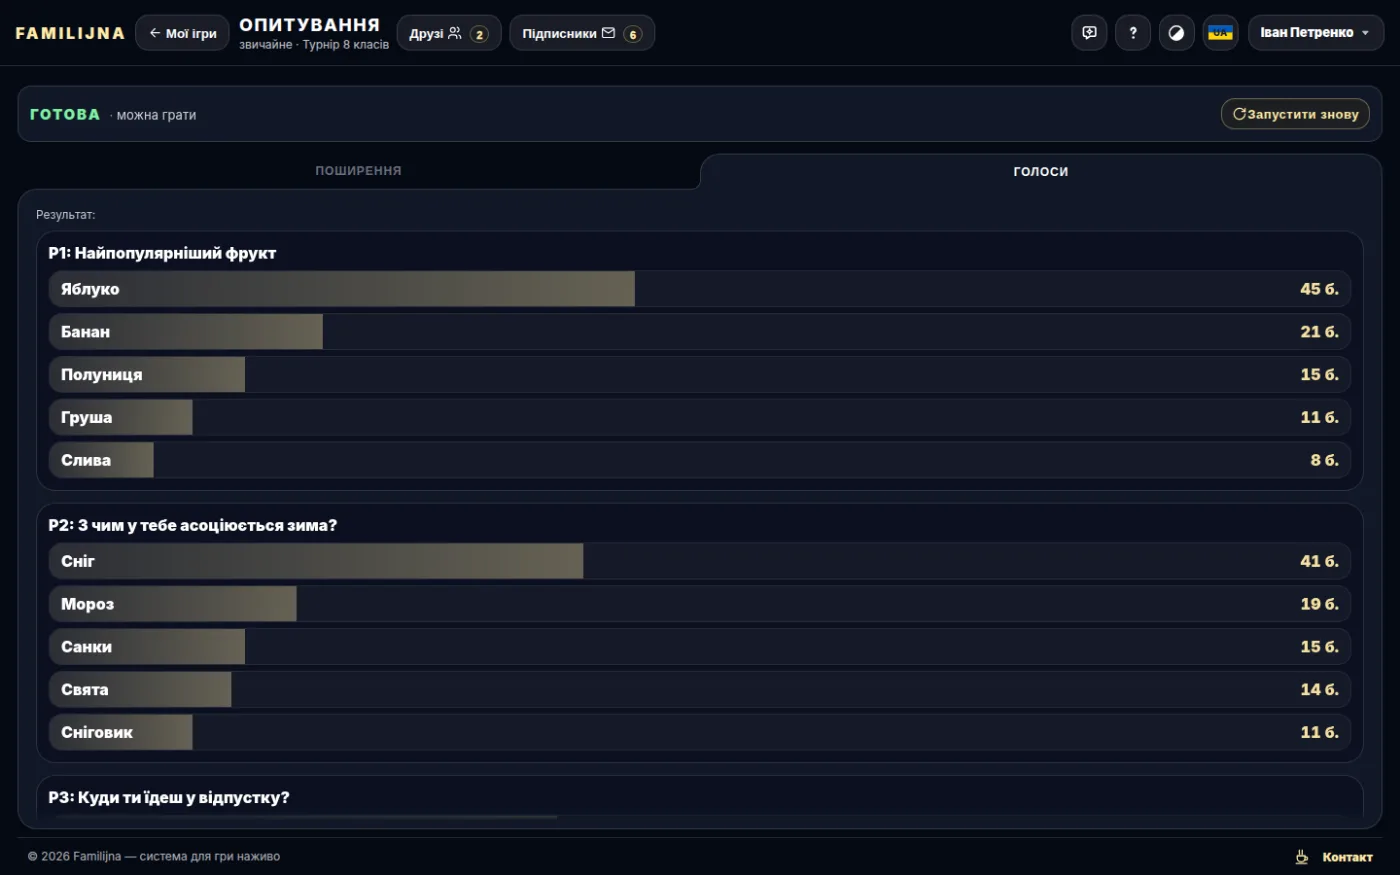 FAMILIJNA
← Мої ігри
ОПИТУВАННЯ
звичайне · Турнір 8 класів
Друзі 2
Підписники 6
?
UA
Іван Петренко
ГОТОВА · можна грати
Запустити знову
ПОШИРЕННЯ
ГОЛОСИ
Результат:
P1: Найпопулярніший фрукт
Яблуко 45 б.
Банан 21 б.
Полуниця 15 б.
Груша 11 б.
Слива 8 б.
P2: З чим у тебе асоціюється зима?
Сніг 41 б.
Мороз 19 б.
Санки 15 б.
Свята 14 б.
Сніговик 11 б.
P3: Куди ти їдеш у відпустку?
© 2026 Familijna — система для гри наживо
Контакт